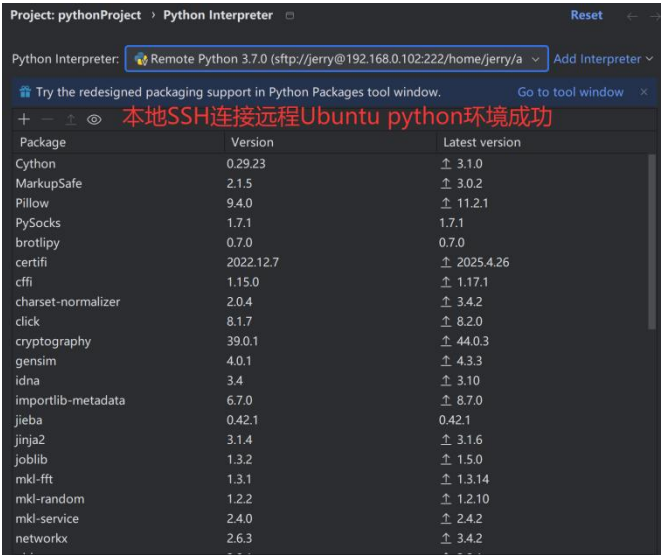 Project: pythonProject › Python Interpreter Reset ← →
Python Interpreter: Remote Python 3.7.0 (sftp://jerry@192.168.0.102:222/home/jerry/a Add Interpreter
Try the redesigned packaging support in Python Packages tool window. Go to tool window ×
本地SSH连接远程Ubuntu python环境成功
Package Version Latest version
Cython 0.29.23 ↑ 3.1.0
MarkupSafe 2.1.5 ↑ 3.0.2
Pillow 9.4.0 ↑ 11.2.1
PySocks 1.7.1 1.7.1
brotlipy 0.7.0 0.7.0
certifi 2022.12.7 ↑ 2025.4.26
cffi 1.15.0 ↑ 1.17.1
charset-normalizer 2.0.4 ↑ 3.4.2
click 8.1.7 ↑ 8.2.0
cryptography 39.0.1 ↑ 44.0.3
gensim 4.0.1 ↑ 4.3.3
idna 3.4 ↑ 3.10
importlib-metadata 6.7.0 ↑ 8.7.0
jieba 0.42.1 0.42.1
jinja2 3.1.4 ↑ 3.1.6
joblib 1.3.2 ↑ 1.5.0
mkl-fft 1.3.1 ↑ 1.3.14
mkl-random 1.2.2 ↑ 1.2.10
mkl-service 2.4.0 ↑ 2.4.2
networkx 2.6.3 ↑ 3.4.2